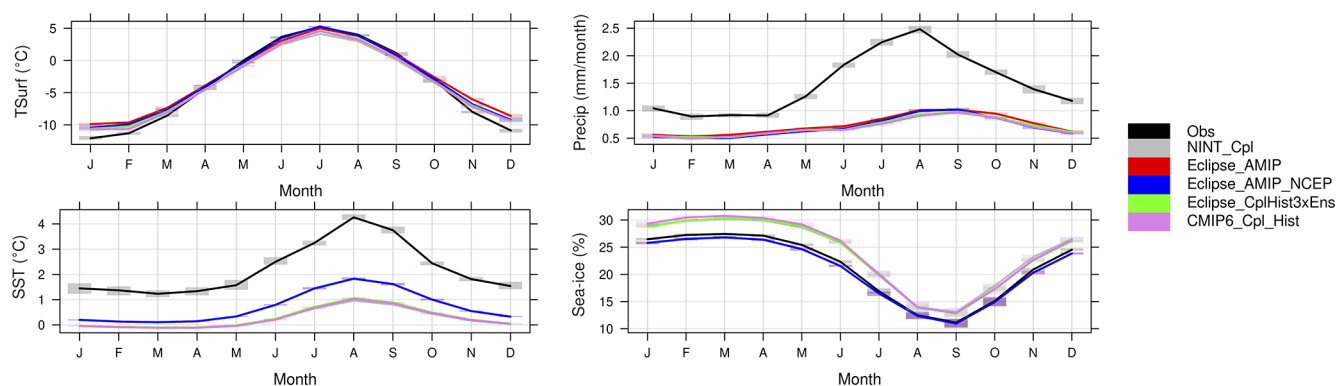 TSurf (°C)
5
0
-5
-10
J F M A M J J A S O N D
Month
Precip (mm/month)
2.5
2.0
1.5
1.0
0.5
J F M A M J J A S O N D
Month
SST (°C)
4
3
2
1
0
J F M A M J J A S O N D
Month
Sea-ice (%)
30
25
20
15
10
J F M A M J J A S O N D
Month
Obs
NINT_Cpl
Eclipse_AMIP
Eclipse_AMIP_NCEP
Eclipse_CplHist3xEns
CMIP6_Cpl_Hist